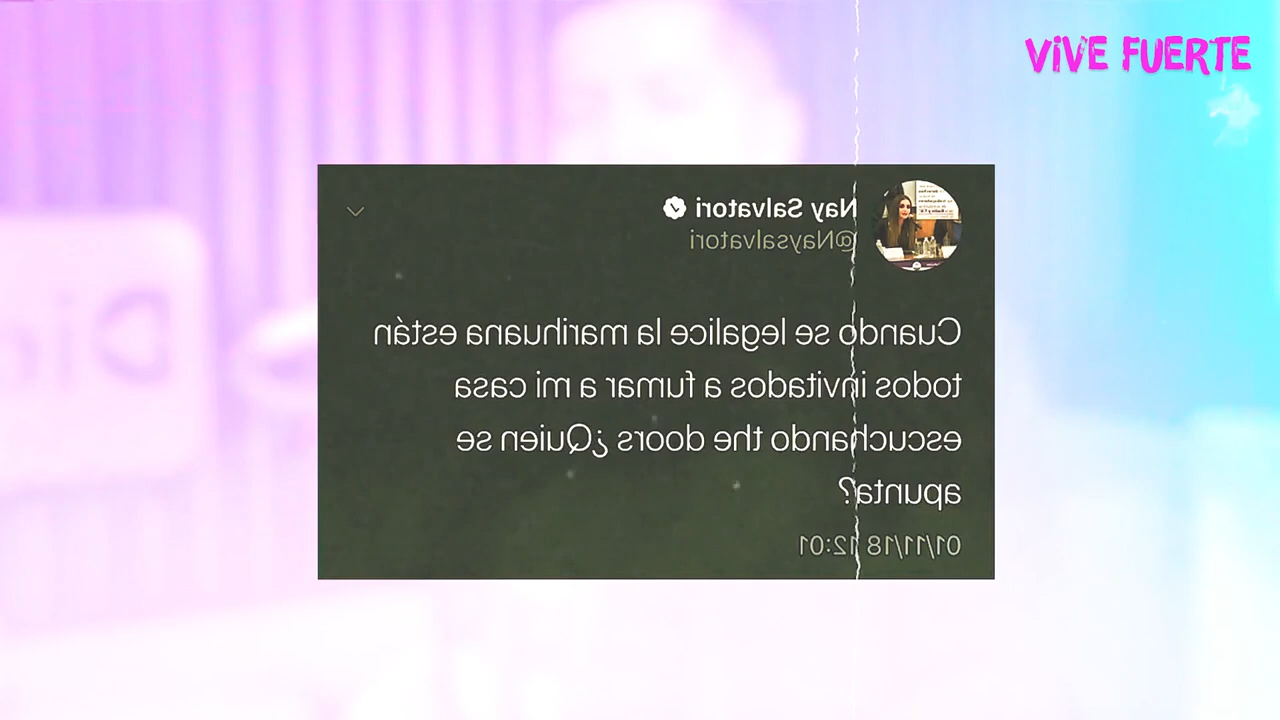 ViVE FUERTE
Nay Salvatori
@Naysalvatori
Cuando se legalice la marihuana están
todos invitados a fumar a mi casa
escuchando the doors ¿Quien se
apunta?
01/11/18 12:01